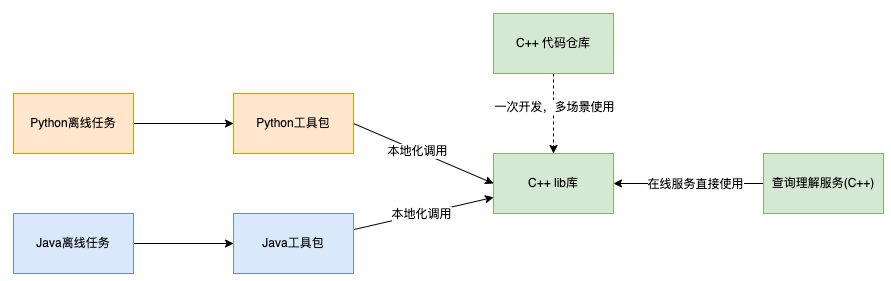 C++ 代码仓库
一次开发，多场景使用
Python离线任务
Python工具包
本地化调用
C++ lib库
在线服务直接使用
查询理解服务(C++)
本地化调用
Java离线任务
Java工具包